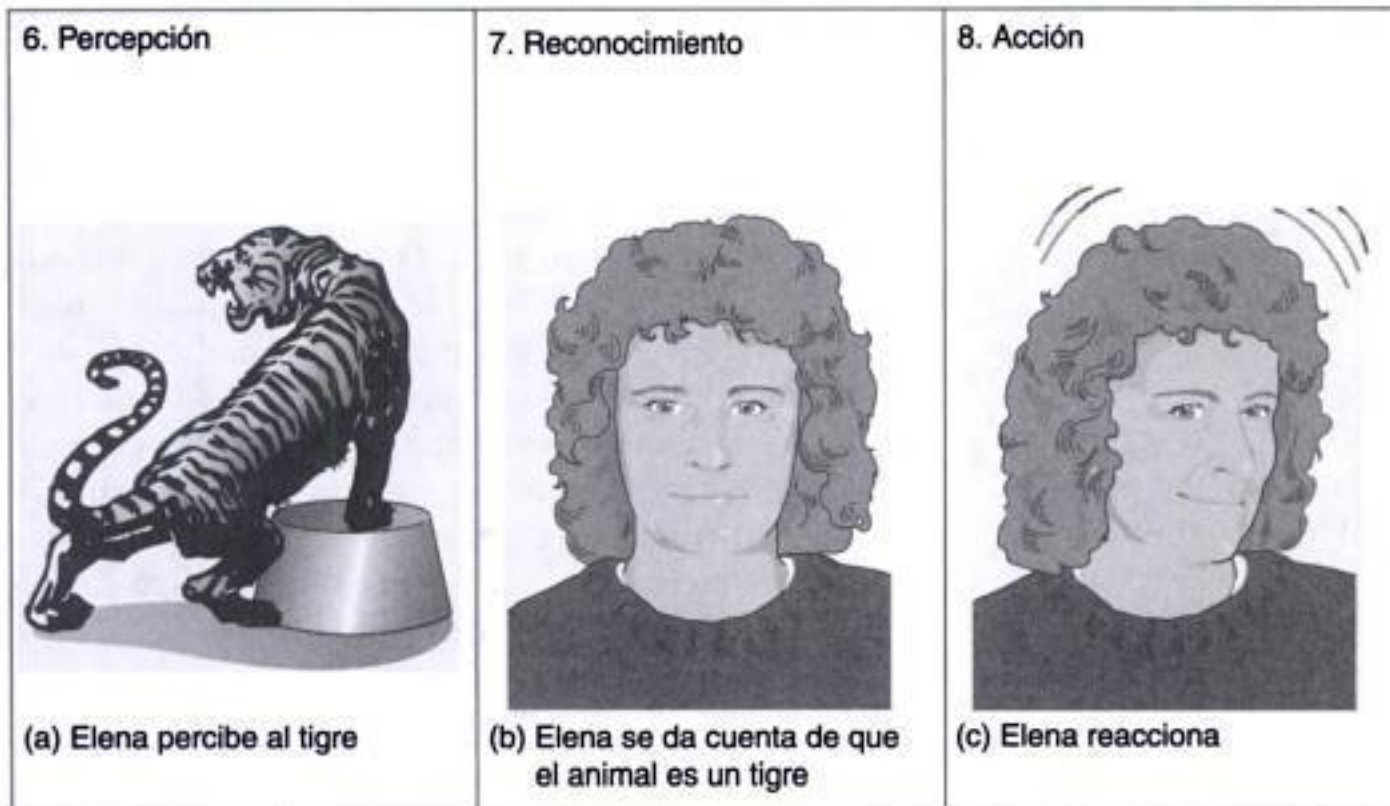 6. Percepción
7. Reconocimiento
8. Acción
(a) Elena percibe al tigre
(b) Elena se da cuenta de que
el animal es un tigre
(c) Elena reacciona